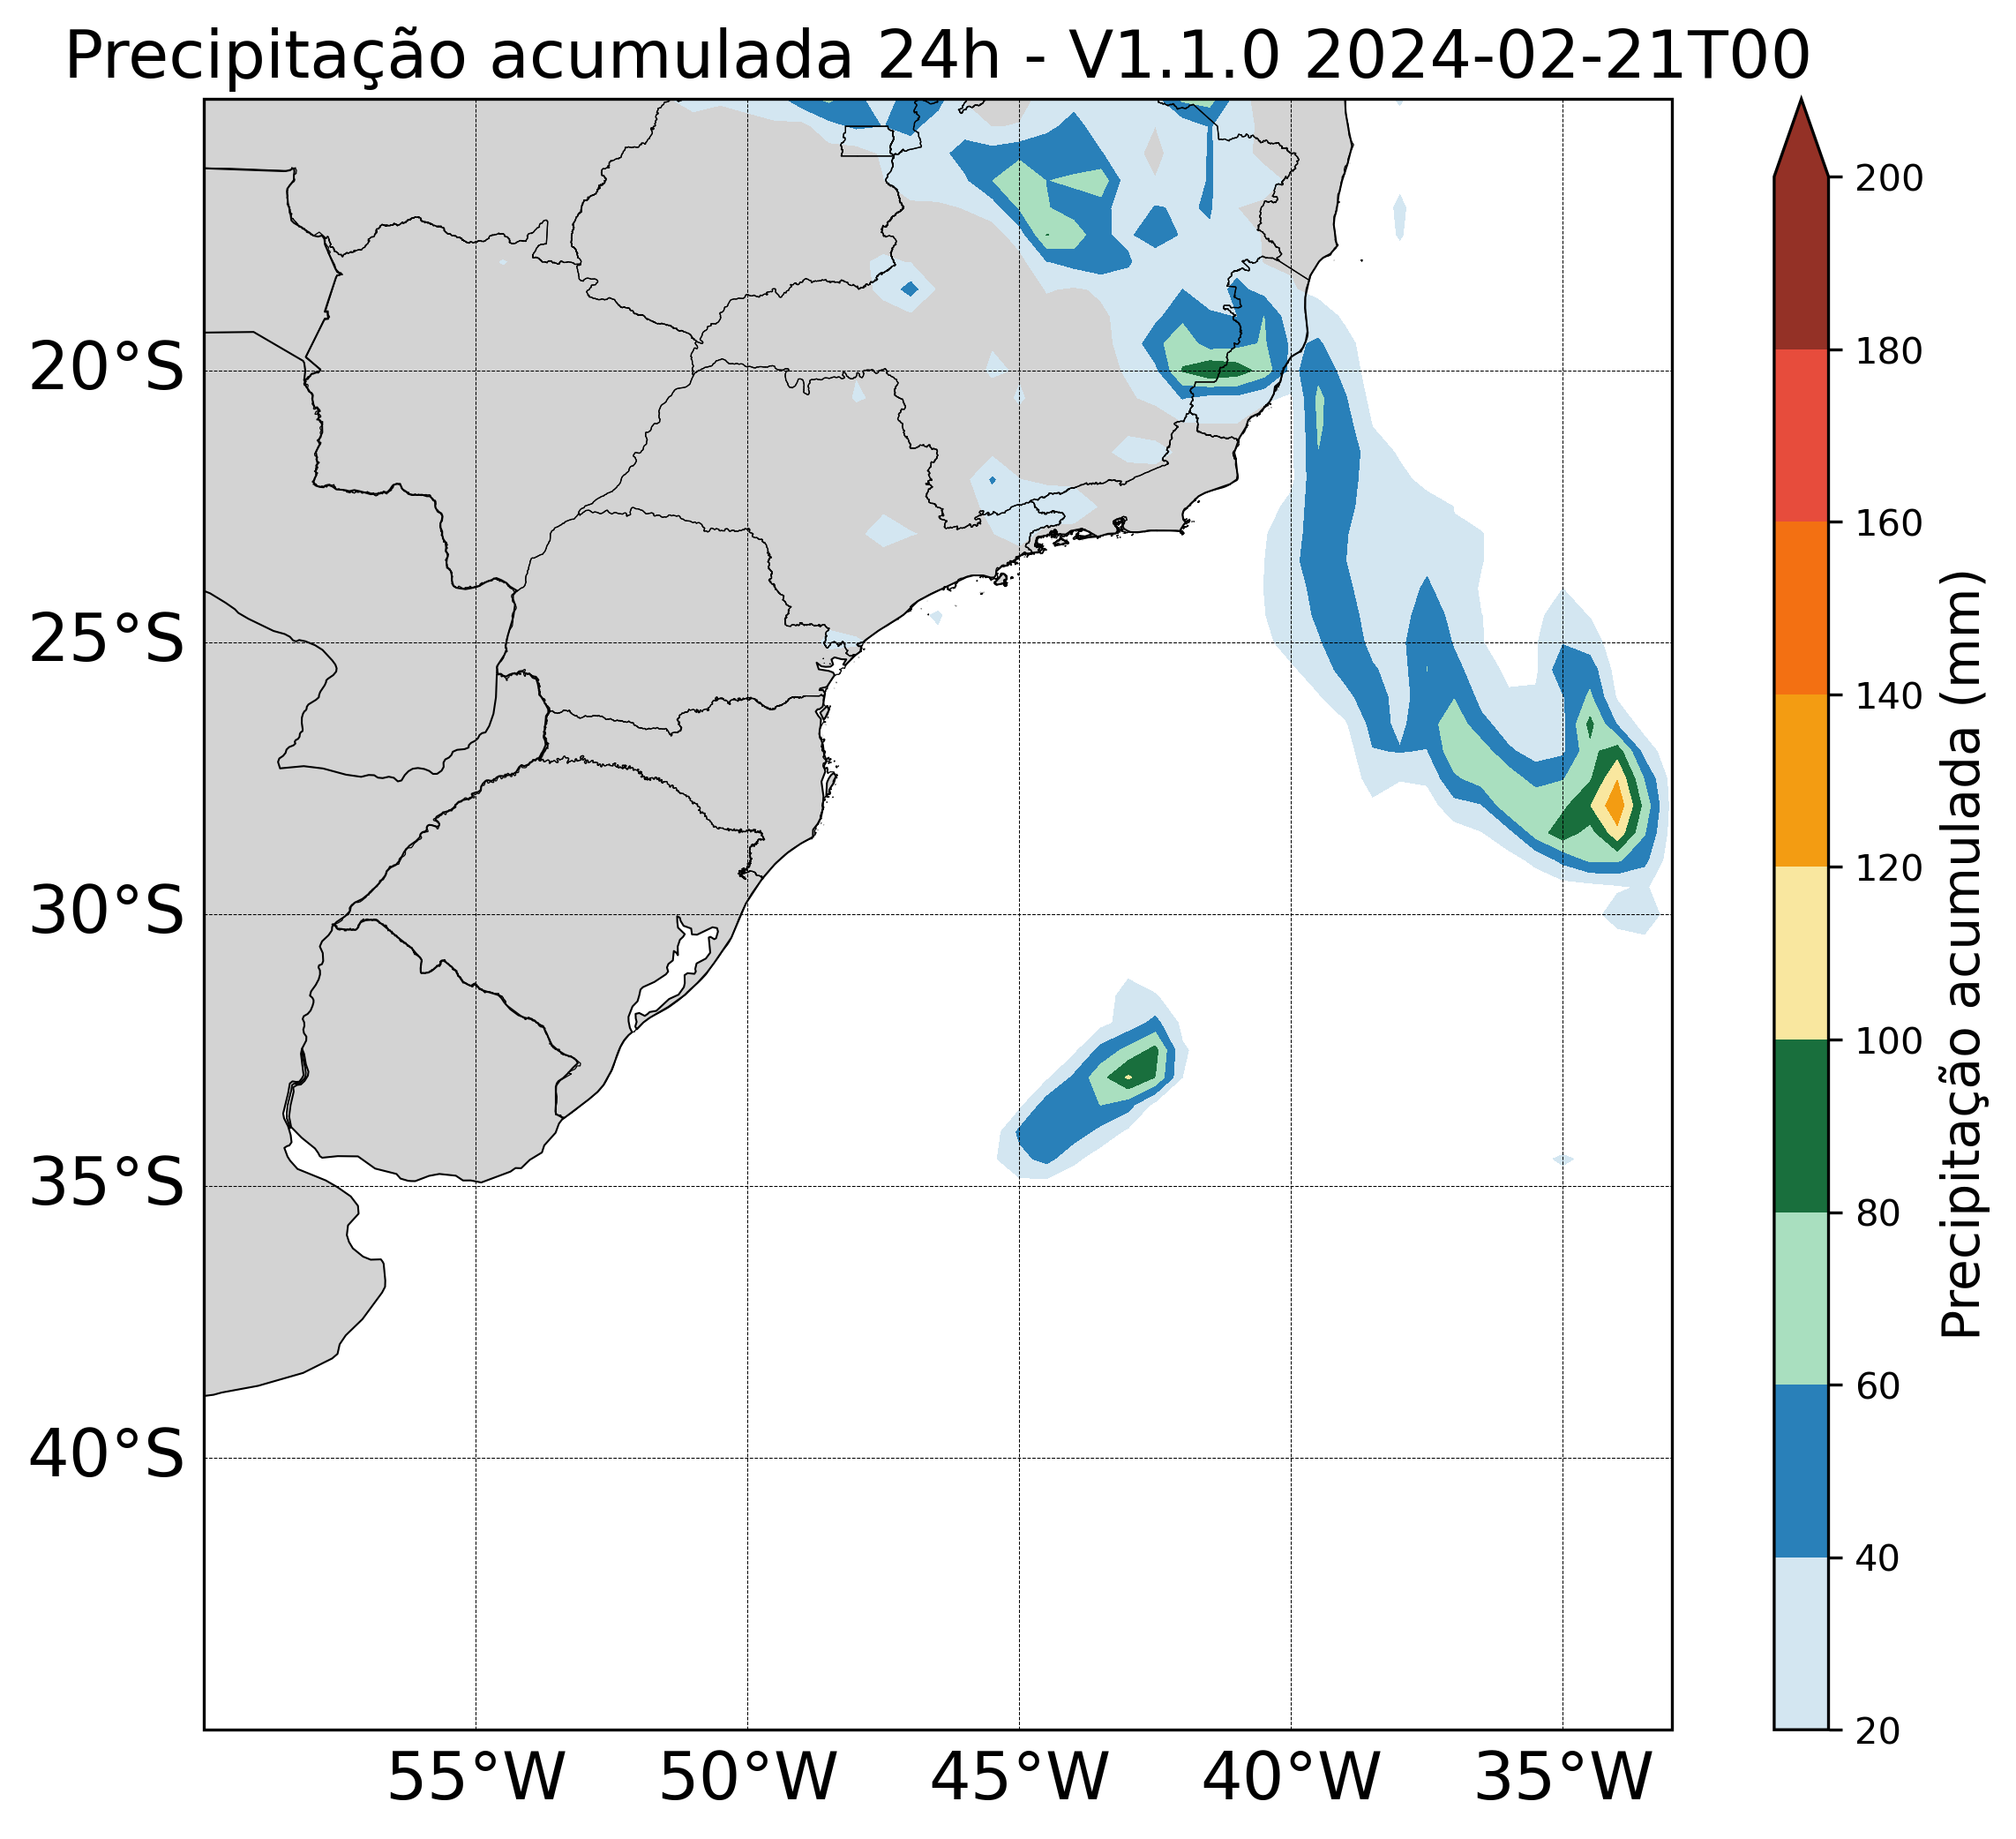 Precipitação acumulada 24h - V1.1.0 2024-02-21T00
20°S
25°S
30°S
35°S
40°S
55°W
50°W
45°W
40°W
35°W
200
180
160
140
120
100
80
60
40
20
Precipitação acumulada (mm)